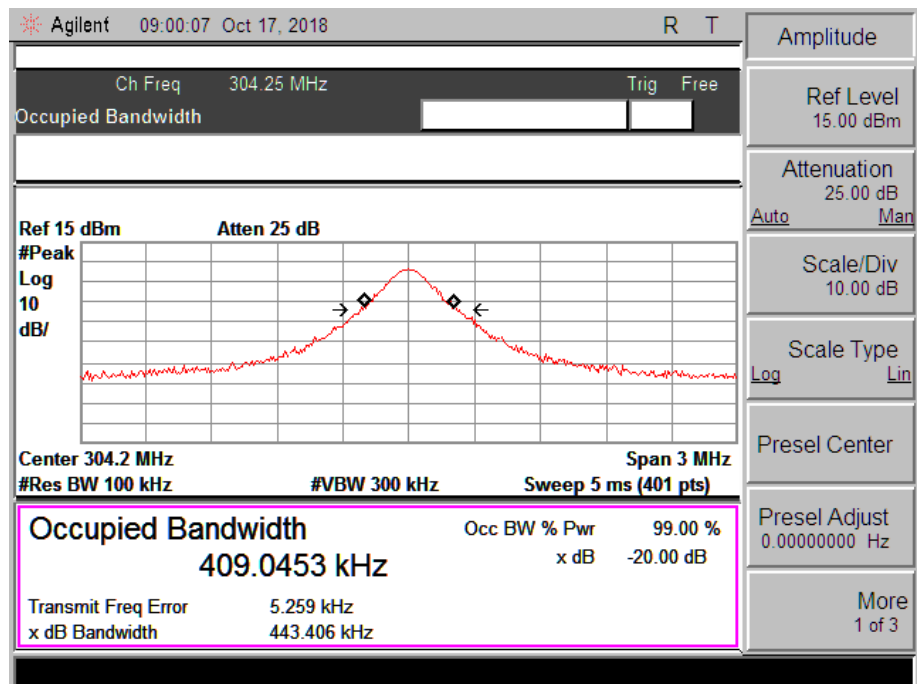 Agilent 09:00:07 Oct 17, 2018 R T
Ch Freq 304.25 MHz Trig Free
Occupied Bandwidth
Ref 15 dBm Atten 25 dB
#Peak
Log
10
dB/
Center 304.2 MHz Span 3 MHz
#Res BW 100 kHz #VBW 300 kHz Sweep 5 ms (401 pts)
Occupied Bandwidth Occ BW % Pwr 99.00 %
409.0453 kHz x dB -20.00 dB
Transmit Freq Error 5.259 kHz
x dB Bandwidth 443.406 kHz
Amplitude
Ref Level
15.00 dBm
Attenuation
25.00 dB
Auto Man
Scale/Div
10.00 dB
Scale Type
Log Lin
Presel Center
Presel Adjust
0.00000000 Hz
More
1 of 3